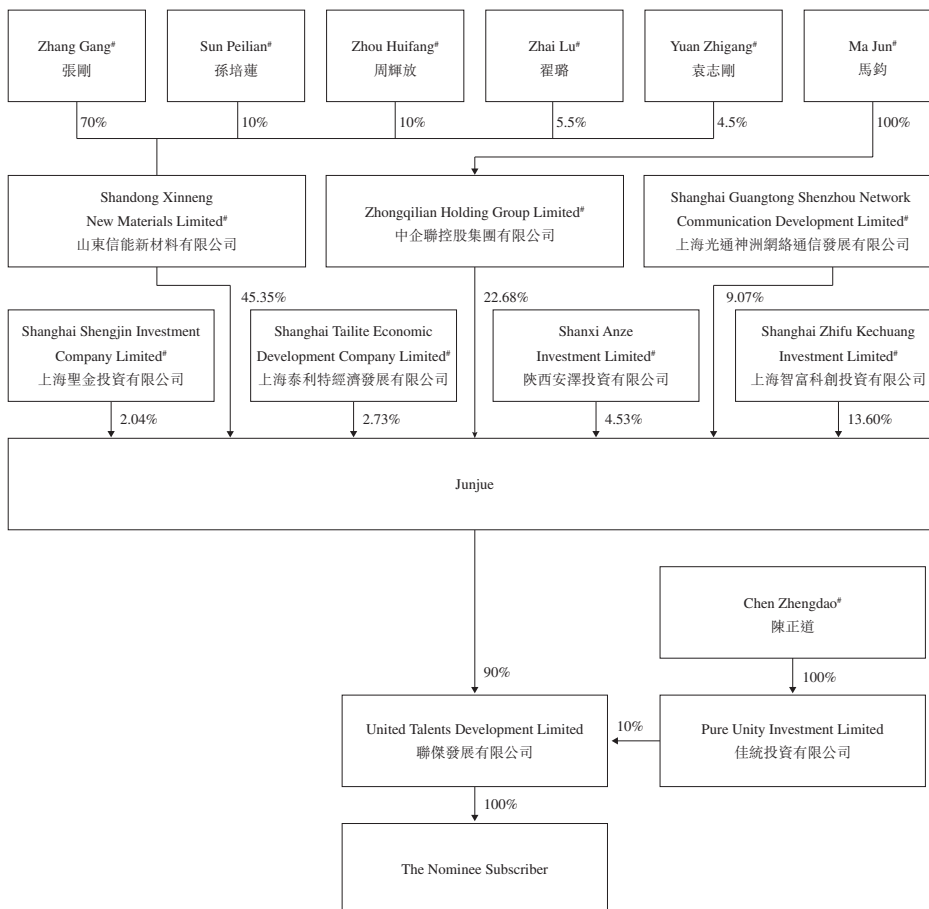 Zhang Gang#
張剛
Sun Peilian#
孫培蓮
Zhou Huifang#
周輝放
Zhai Lu#
翟璐
Yuan Zhigang#
袁志剛
Ma Jun#
馬鈞
70%
10%
10%
5.5%
4.5%
100%
Shandong Xinneng
New Materials Limited#
山東信能新材料有限公司
Zhongqilian Holding Group Limited#
中企聯控股集團有限公司
Shanghai Guangtong Shenzhou Network
Communication Development Limited#
上海光通神洲網絡通信發展有限公司
45.35%
22.68%
9.07%
Shanghai Shengjin Investment
Company Limited#
上海聖金投資有限公司
Shanghai Tailite Economic
Development Company Limited#
上海泰利特經濟發展有限公司
Shanxi Anze
Investment Limited#
陝西安澤投資有限公司
Shanghai Zhifu Kechuang
Investment Limited#
上海智富科創投資有限公司
2.04%
2.73%
4.53%
13.60%
Junjue
Chen Zhengdao#
陳正道
90%
100%
United Talents Development Limited
聯傑發展有限公司
10%
Pure Unity Investment Limited
佳統投資有限公司
100%
The Nominee Subscriber